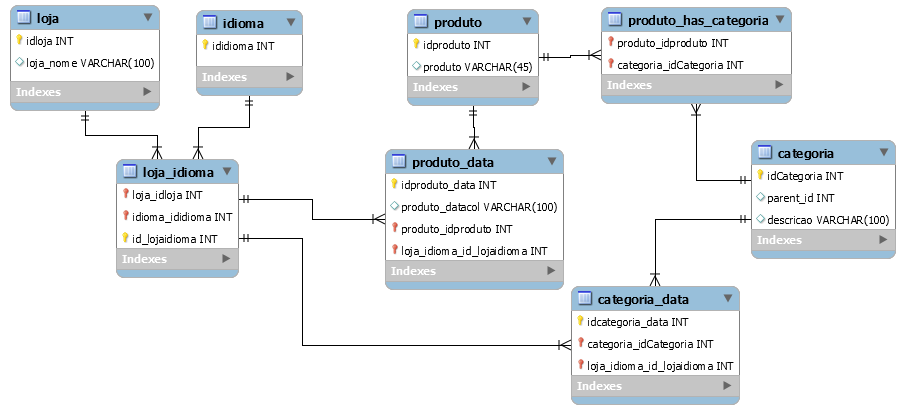 loja
idloja INT
loja_nome VARCHAR(100)
Indexes
idioma
ididioma INT
Indexes
produto
idproduto INT
produto VARCHAR(45)
Indexes
produto_has_categoria
produto_idproduto INT
categoria_idCategoria INT
Indexes
loja_idioma
loja_idloja INT
idioma_ididioma INT
id_lojaidioma INT
Indexes
produto_data
idproduto_data INT
produto_datacol VARCHAR(100)
produto_idproduto INT
loja_idioma_id_lojaidioma INT
Indexes
categoria
idCategoria INT
parent_id INT
descricao VARCHAR(100)
Indexes
categoria_data
idcategoria_data INT
categoria_idCategoria INT
loja_idioma_id_lojaidioma INT
Indexes